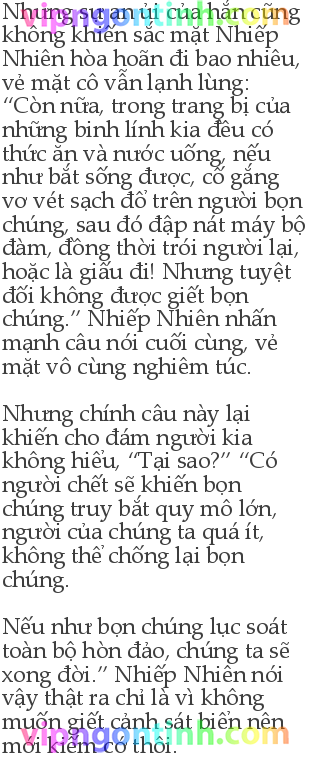 Nhưng sự an ủi của hắn cũng
không khiến sắc mặt Nhiếp
Nhiên hòa hoãn đi bao nhiêu,
vẻ mặt cô vẫn lạnh lùng:
“Còn nữa, trong trang bị của
những binh lính kia đều có
thức ăn và nước uống, nếu
như bắt sống được, cố gắng
vơ vét sạch đồ trên người bọn
chúng, sau đó đập nát máy bộ
đàm, đồng thời trói người lại,
hoặc là giấu đi! Nhưng tuyệt
đối không được giết bọn
chúng.” Nhiếp Nhiên nhấn
mạnh câu nói cuối cùng, vẻ
mặt vô cùng nghiêm túc.
Nhưng chính câu này lại
khiến cho đám người kia
không hiểu, “Tại sao?” “Có
người chết sẽ khiến bọn
chúng truy bắt quy mô lớn,
người của chúng ta quá ít,
không thể chống lại bọn
chúng.
Nếu như bọn chúng lục soát
toàn bộ hòn đảo, chúng ta sẽ
xong đời.” Nhiếp Nhiên nói
vậy thật ra chỉ là vì không
muốn giết cảnh sát biển nên
mới kiếm cớ thôi.
vipngontinh.com
vipngontinh.com